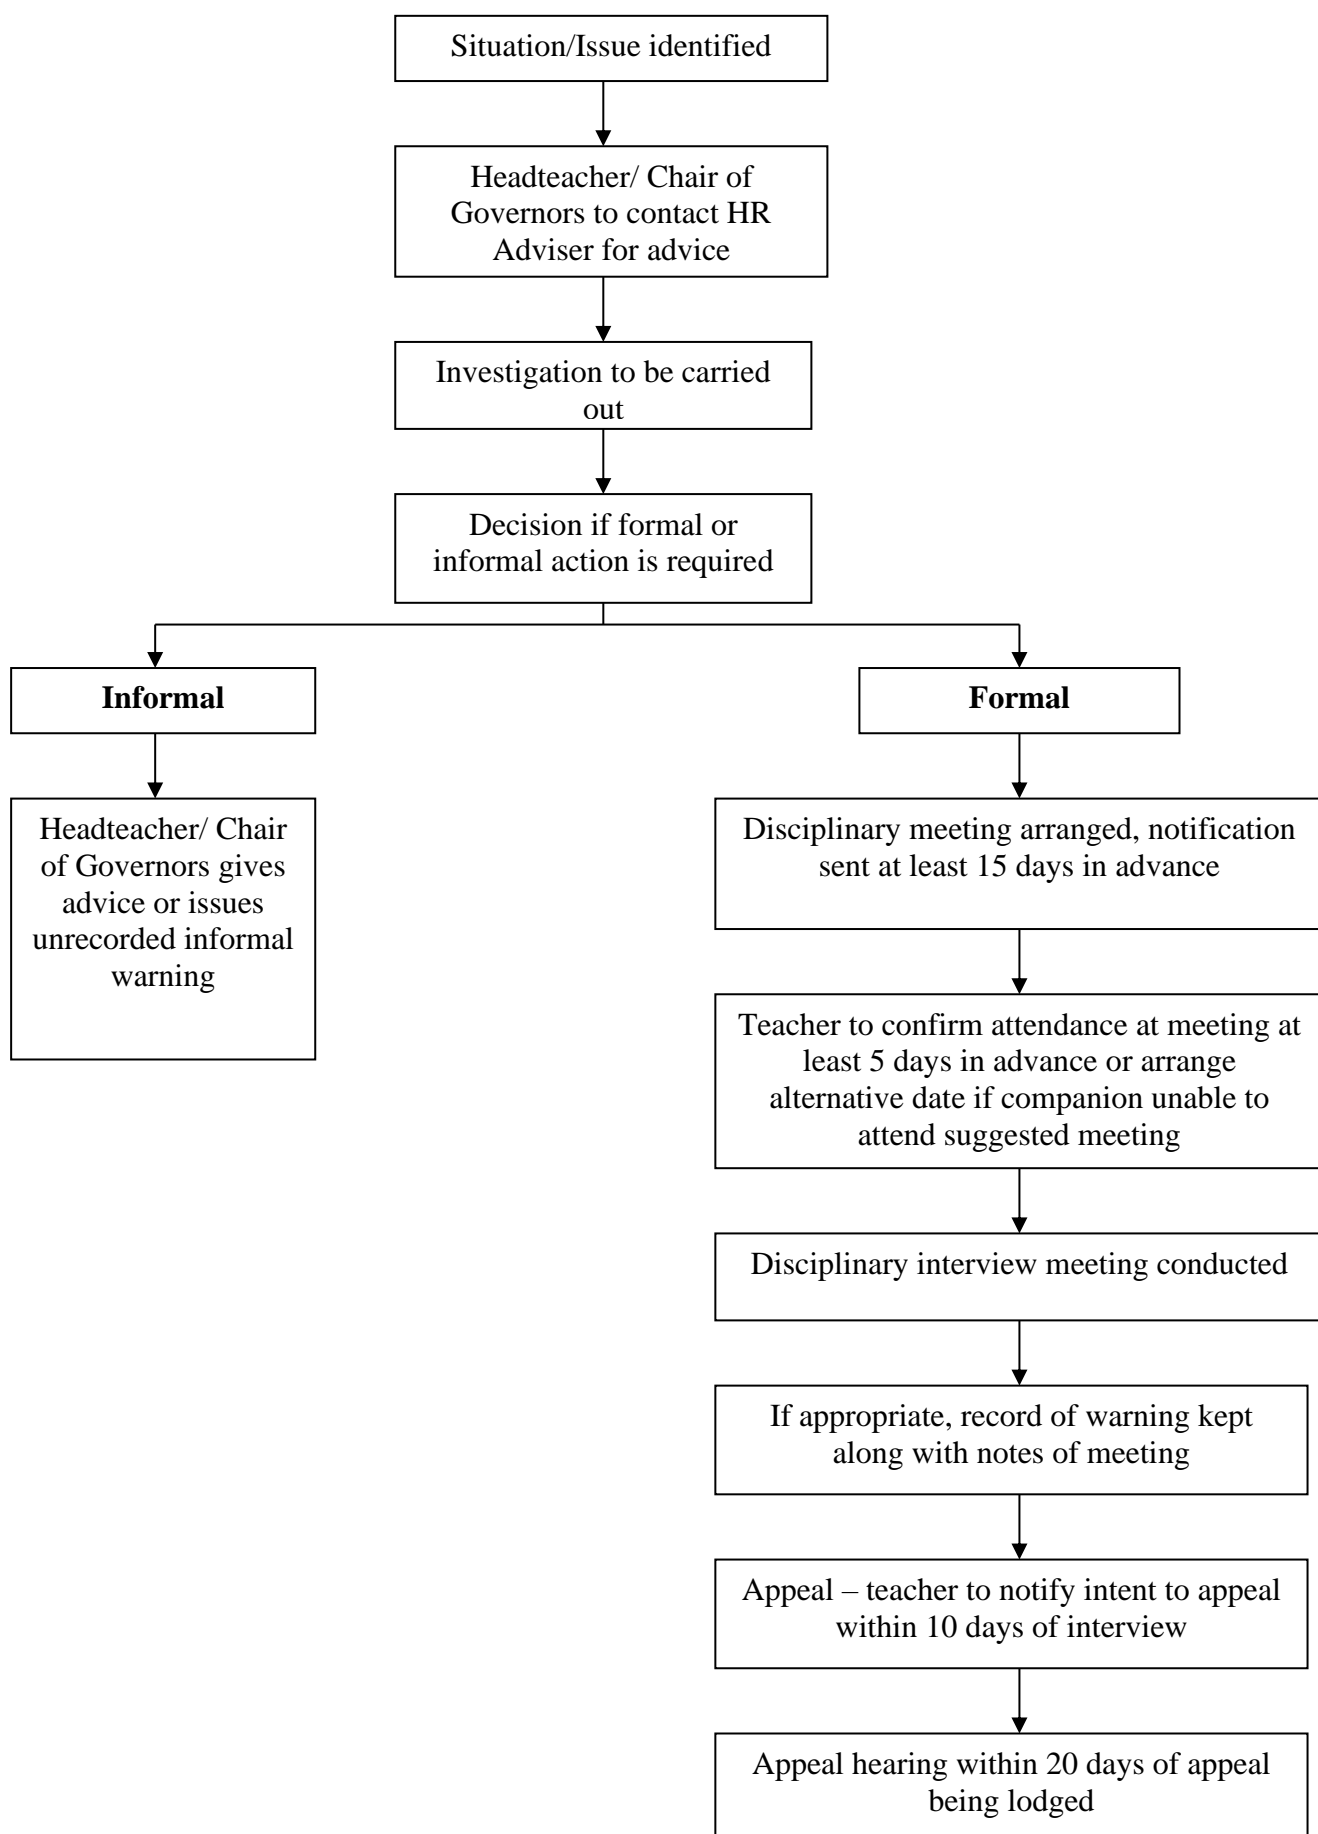 Situation/Issue identified
Headteacher/ Chair of
Governors to contact HR
Adviser for advice
Investigation to be carried
out
Decision if formal or
informal action is required
Informal
Headteacher/ Chair
of Governors gives
advice or issues
unrecorded informal
warning
Formal
Disciplinary meeting arranged, notification
sent at least 15 days in advance
Teacher to confirm attendance at meeting at
least 5 days in advance or arrange
alternative date if companion unable to
attend suggested meeting
Disciplinary interview meeting conducted
If appropriate, record of warning kept
along with notes of meeting
Appeal – teacher to notify intent to appeal
within 10 days of interview
Appeal hearing within 20 days of appeal
being lodged